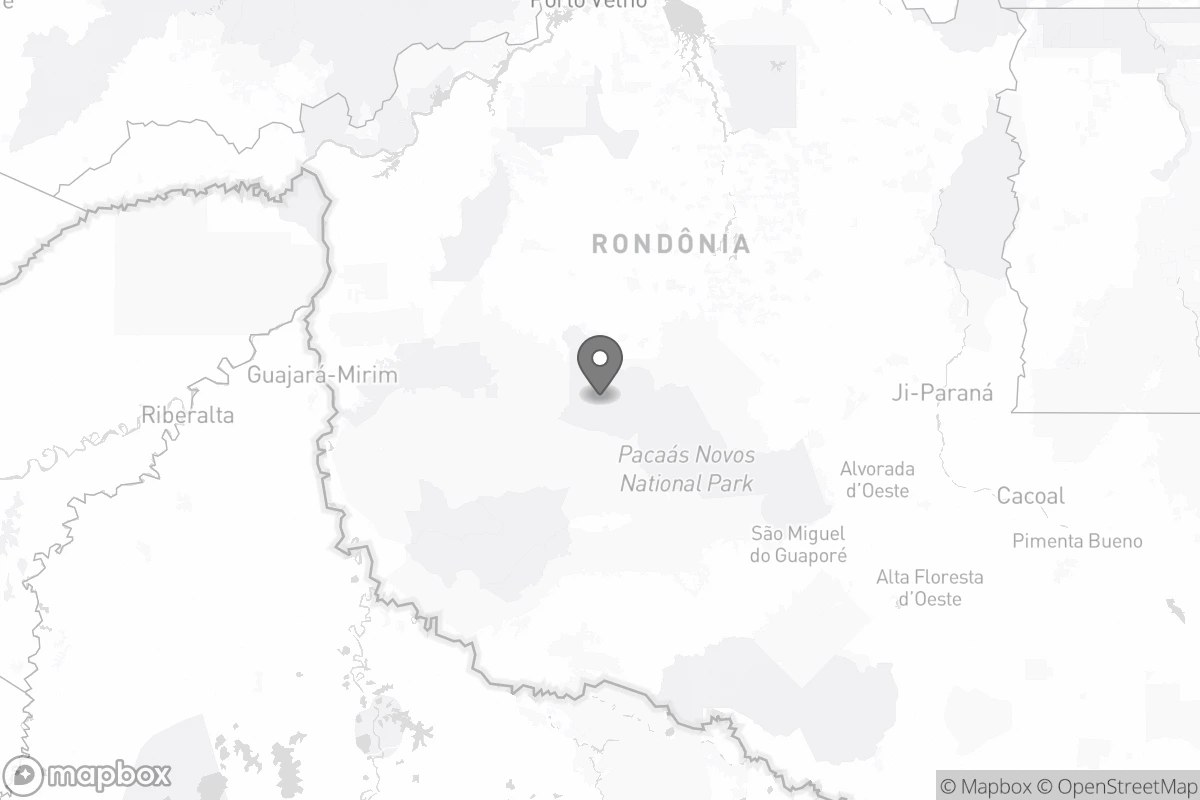 Porto Velho
RONDÔNIA
Guajará-Mirim
Riberalta
Ji-Paraná
Pacaás Novos
National Park
Alvorada
d’Oeste
Cacoal
São Miguel
do Guaporé
Pimenta Bueno
Alta Floresta
d’Oeste
mapbox
© Mapbox © OpenStreetMap